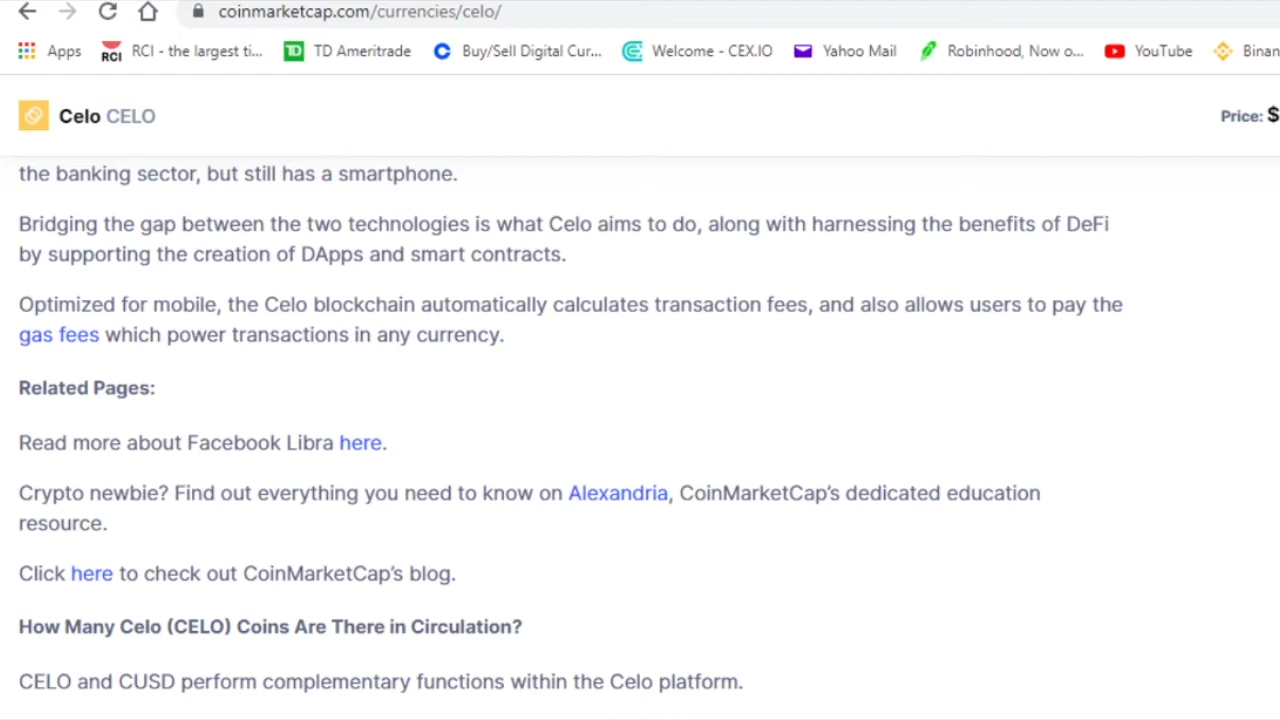 coinmarketcap.com/currencies/celo/
Apps RCI RCI - the largest ti... TD TD Ameritrade Buy/Sell Digital Cur... Welcome - CEX.IO Yahoo Mail Robinhood, Now o... YouTube Binan
Celo CELO Price: $
the banking sector, but still has a smartphone.
Bridging the gap between the two technologies is what Celo aims to do, along with harnessing the benefits of DeFi
by supporting the creation of DApps and smart contracts.
Optimized for mobile, the Celo blockchain automatically calculates transaction fees, and also allows users to pay the
gas fees which power transactions in any currency.
Related Pages:
Read more about Facebook Libra here.
Crypto newbie? Find out everything you need to know on Alexandria, CoinMarketCap’s dedicated education
resource.
Click here to check out CoinMarketCap’s blog.
How Many Celo (CELO) Coins Are There in Circulation?
CELO and CUSD perform complementary functions within the Celo platform.